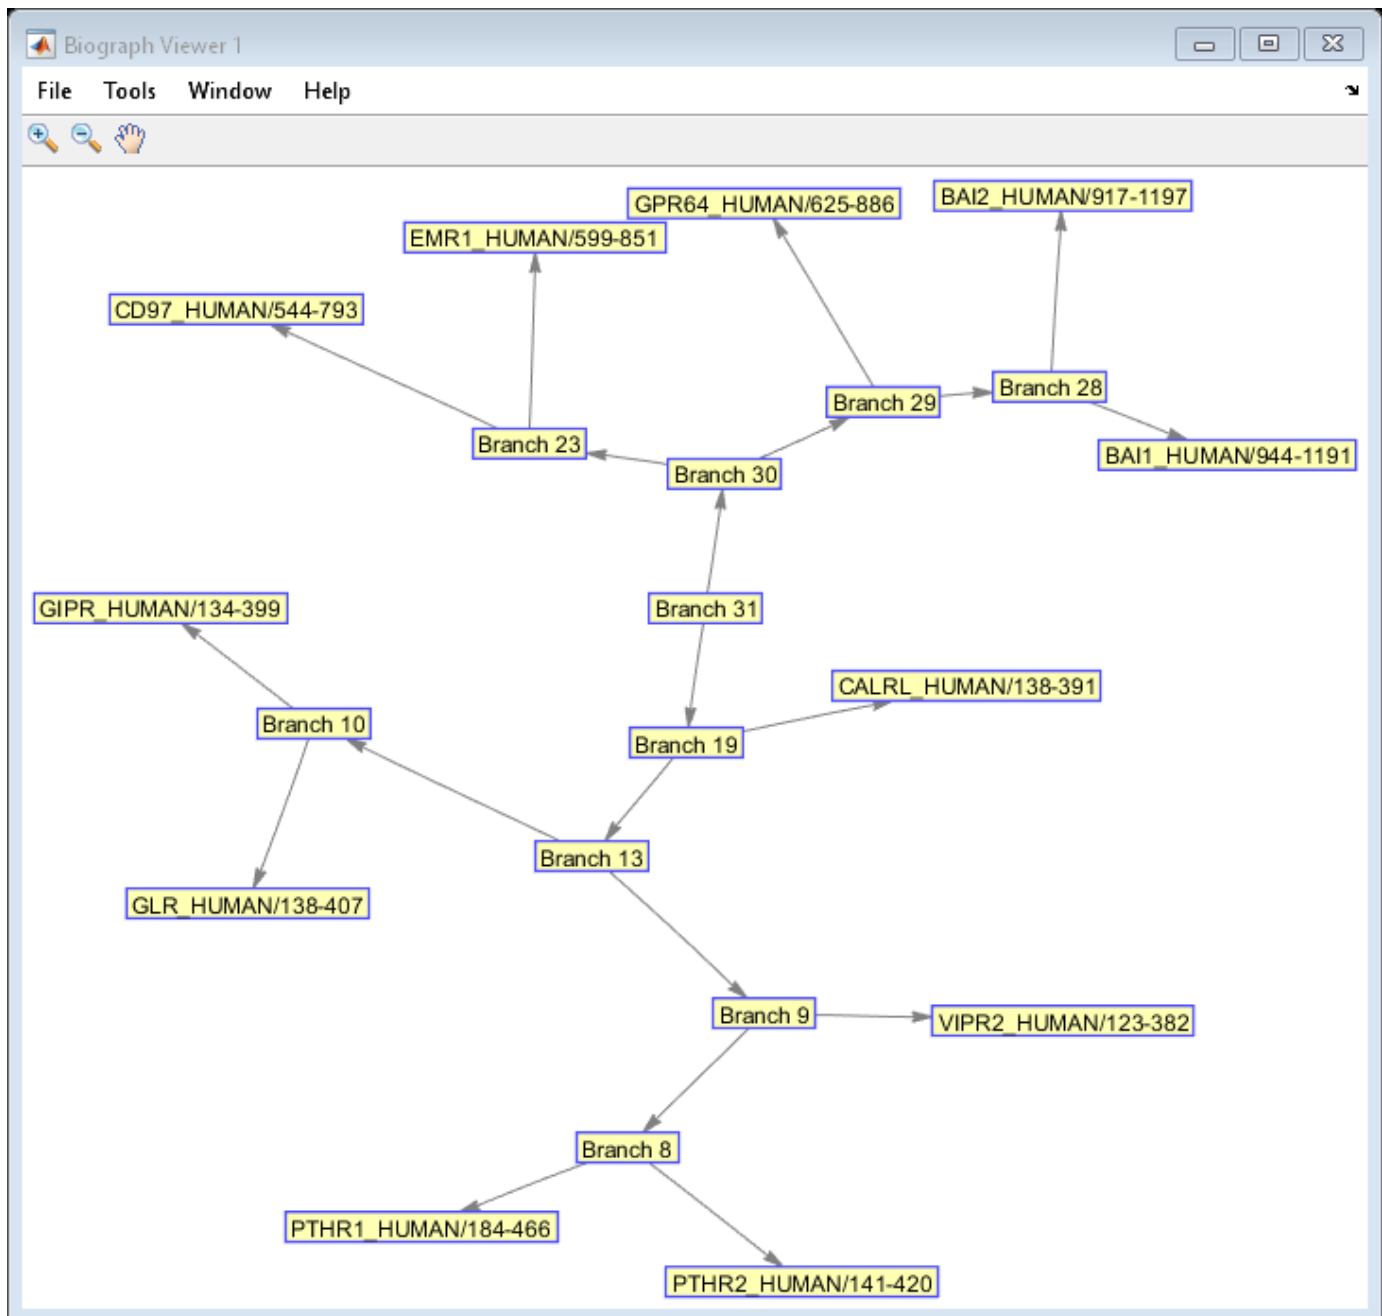 Biograph Viewer 1
File Tools Window Help
BAI2_HUMAN/917-1197
GPR64_HUMAN/625-886
EMR1_HUMAN/599-851
CD97_HUMAN/544-793
Branch 28
Branch 29
Branch 23
BAI1_HUMAN/944-1191
Branch 30
GIPR_HUMAN/134-399
Branch 31
CALRL_HUMAN/138-391
Branch 10
Branch 19
Branch 13
GLR_HUMAN/138-407
Branch 9
VIPR2_HUMAN/123-382
Branch 8
PTHR1_HUMAN/184-466
PTHR2_HUMAN/141-420